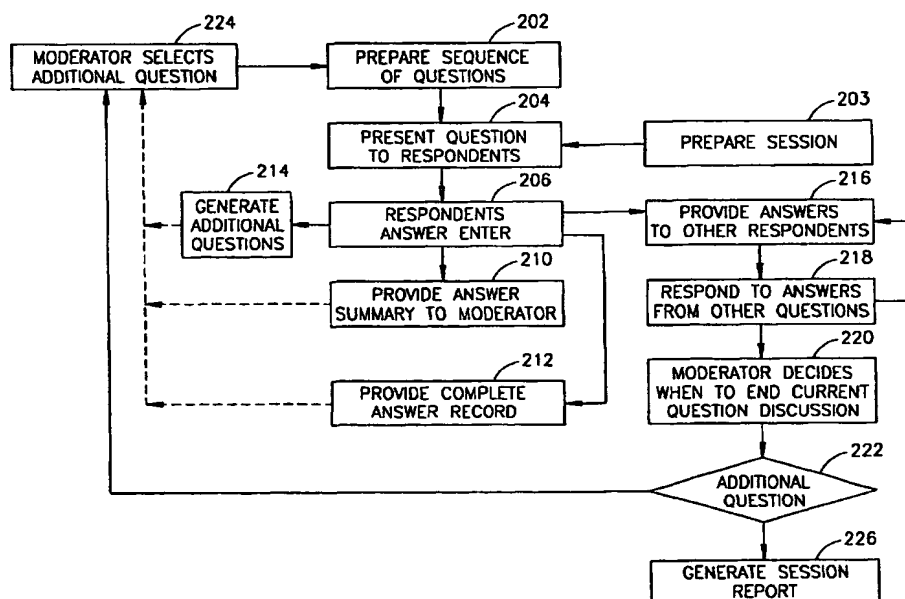 224
MODERATOR SELECTS
ADDITIONAL QUESTION
202
PREPARE SEQUENCE
OF QUESTIONS
204
PRESENT QUESTION
TO RESPONDENTS
203
PREPARE SESSION
214
GENERATE
ADDITIONAL
QUESTIONS
206
RESPONDENTS
ANSWER ENTER
216
PROVIDE ANSWERS
TO OTHER RESPONDENTS
210
PROVIDE ANSWER
SUMMARY TO MODERATOR
218
RESPOND TO ANSWERS
FROM OTHER QUESTIONS
212
PROVIDE COMPLETE
ANSWER RECORD
220
MODERATOR DECIDES
WHEN TO END CURRENT
QUESTION DISCUSSION
222
ADDITIONAL
QUESTION
226
GENERATE SESSION
REPORT